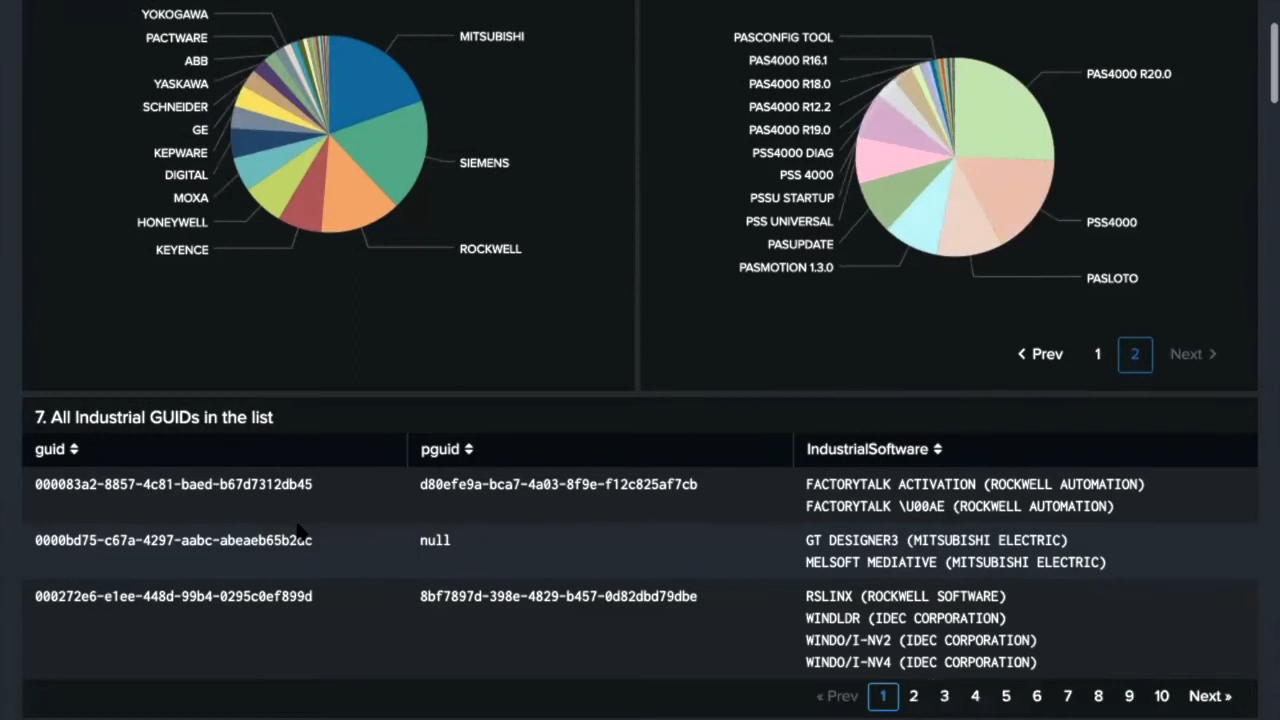 YOKOGAWA
PACTWARE
ABB
YASKAWA
SCHNEIDER
GE
KEPWARE
DIGITAL
MOXA
HONEYWELL
KEYENCE
MITSUBISHI
SIEMENS
ROCKWELL
PASCONFIG TOOL
PAS4000 R16.1
PAS4000 R18.0
PAS4000 R12.2
PAS4000 R19.0
PSS4000 DIAG
PSS 4000
PSSU STARTUP
PSS UNIVERSAL
PASUPDATE
PASMOTION 1.3.0
PAS4000 R20.0
PSS4000
PASLOTO
Prev 1 2 Next
7. All Industrial GUIDs in the list
guid pguid IndustrialSoftware
000083a2-8857-4c81-baed-b67d7312db45 d80efe9a-bca7-4a03-8f9e-f12c825af7cb FACTORYTALK ACTIVATION (ROCKWELL AUTOMATION)
FACTORYTALK \U00AE (ROCKWELL AUTOMATION)
0000bd75-c67a-4297-aabc-abeaeb65b2dc null GT DESIGNER3 (MITSUBISHI ELECTRIC)
MELSOFT MEDIATIVE (MITSUBISHI ELECTRIC)
000272e6-e1ee-448d-99b4-0295c0ef899d 8bf7897d-398e-4829-b457-0d82dbd79dbe RSLINX (ROCKWELL SOFTWARE)
WINDLDR (IDEC CORPORATION)
WINDO/I-NV2 (IDEC CORPORATION)
WINDO/I-NV4 (IDEC CORPORATION)
« Prev 1 2 3 4 5 6 7 8 9 10 Next »